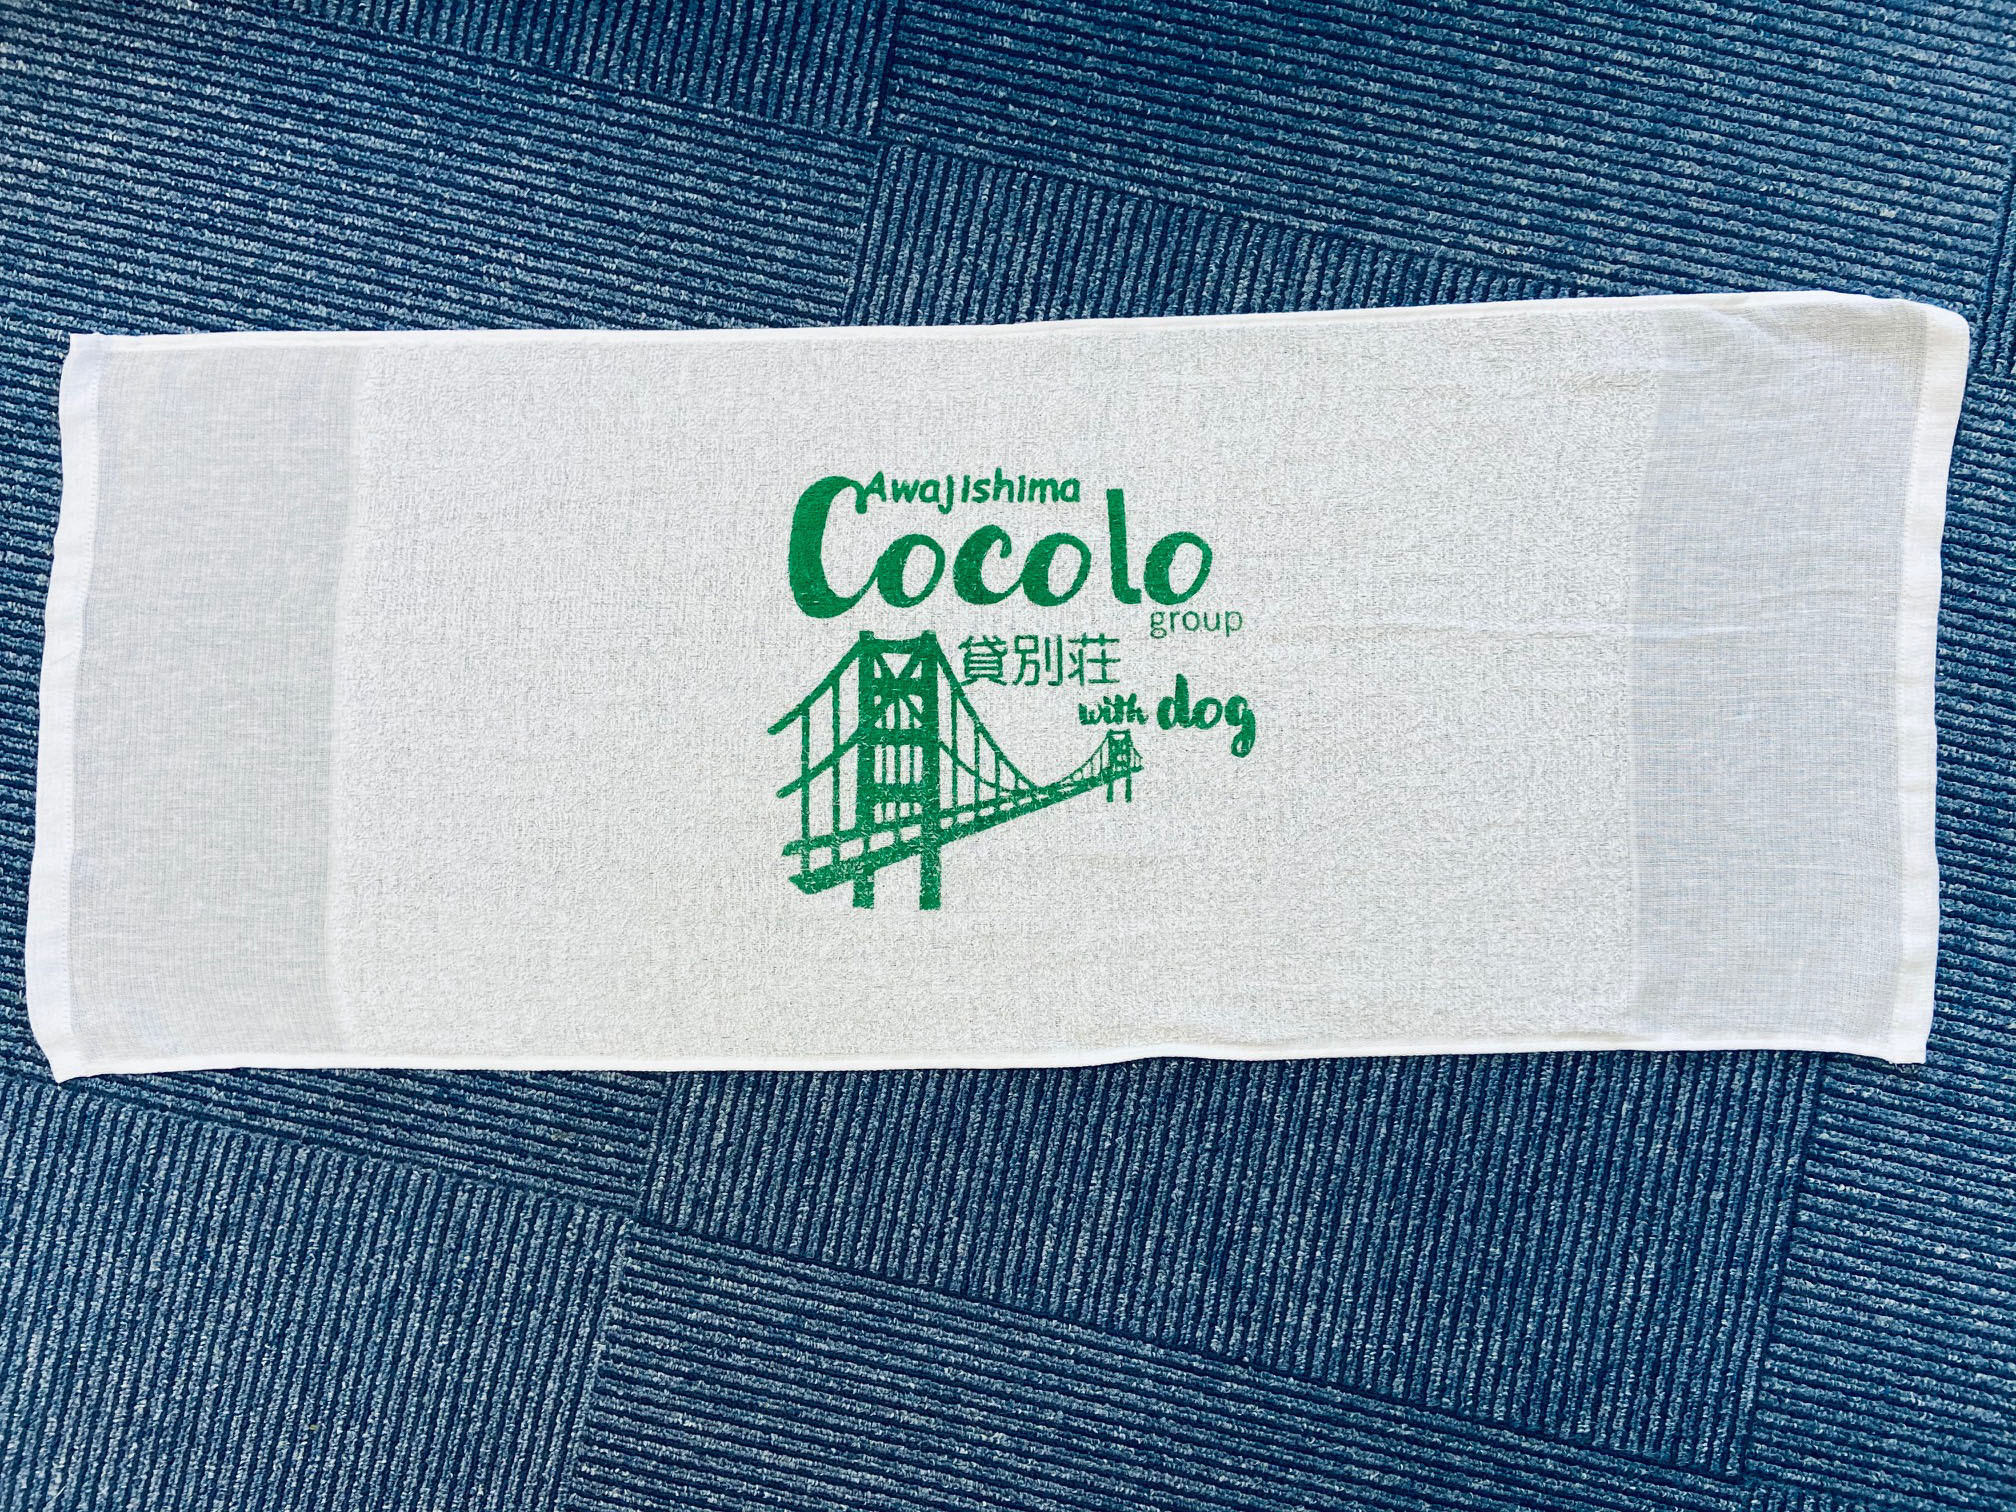 Awajishima
Cocolo
group
貸別荘
with dog